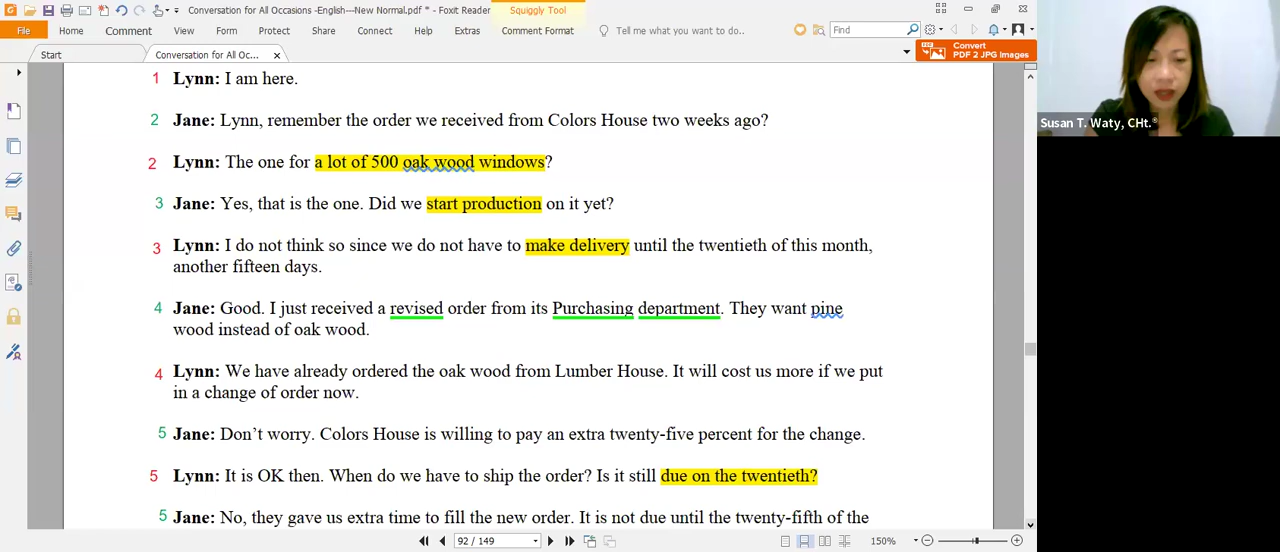 Conversation for All Occasions -English---New Normal.pdf * - Foxit Reader
Squiggly Tool
File Home Comment View Form Protect Share Connect Help Extras Comment Format Tell me what you want to do.. Find
Start Conversation for All Oc...
Convert
PDF 2 JPG Images
1 Lynn: I am here.
2 Jane: Lynn, remember the order we received from Colors House two weeks ago?
2 Lynn: The one for a lot of 500 oak wood windows?
3 Jane: Yes, that is the one. Did we start production on it yet?
3 Lynn: I do not think so since we do not have to make delivery until the twentieth of this month,
another fifteen days.
4 Jane: Good. I just received a revised order from its Purchasing department. They want pine
wood instead of oak wood.
4 Lynn: We have already ordered the oak wood from Lumber House. It will cost us more if we put
in a change of order now.
5 Jane: Don’t worry. Colors House is willing to pay an extra twenty-five percent for the change.
5 Lynn: It is OK then. When do we have to ship the order? Is it still due on the twentieth?
5 Jane: No, they gave us extra time to fill the new order. It is not due until the twenty-fifth of the
92 / 149
150%
Susan T. Waty, CHt.®